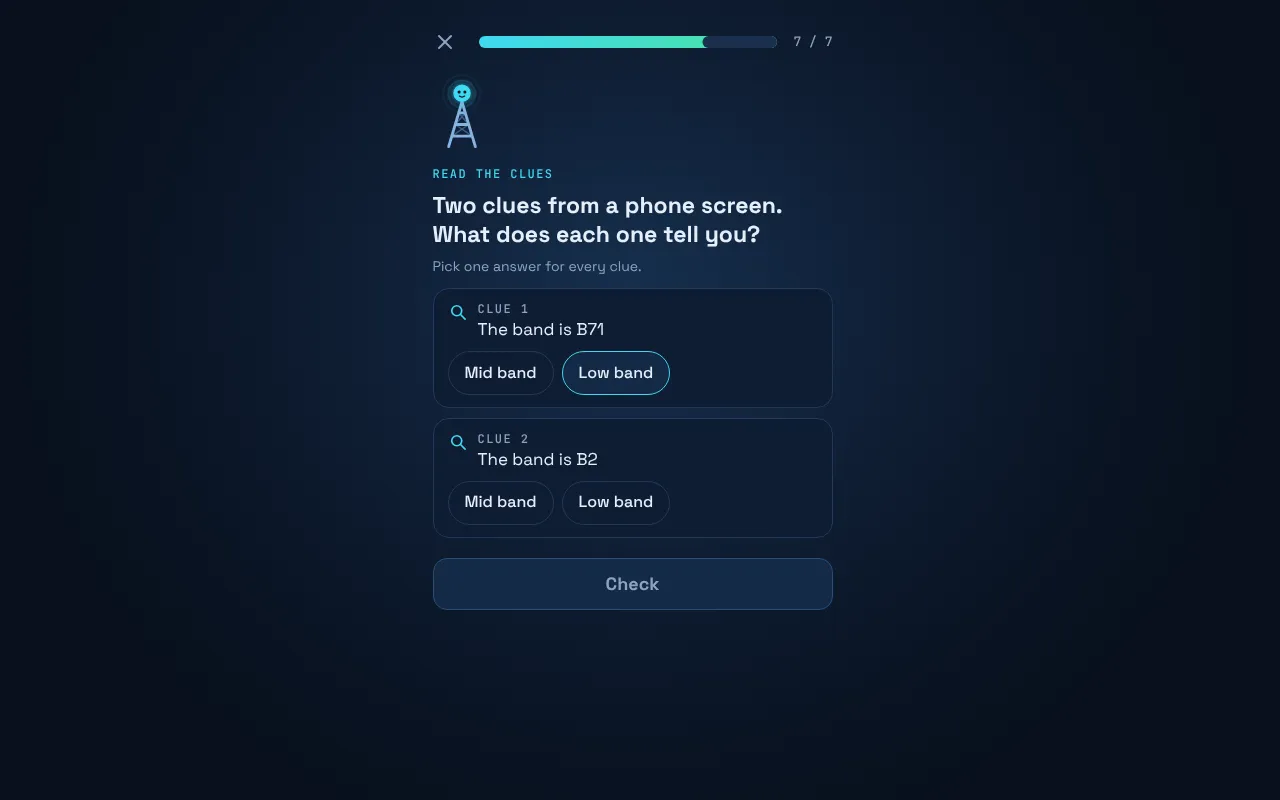 7 / 7
READ THE CLUES
Two clues from a phone screen.
What does each one tell you?
Pick one answer for every clue.
CLUE 1
The band is B71
Mid band
Low band
CLUE 2
The band is B2
Mid band
Low band
Check